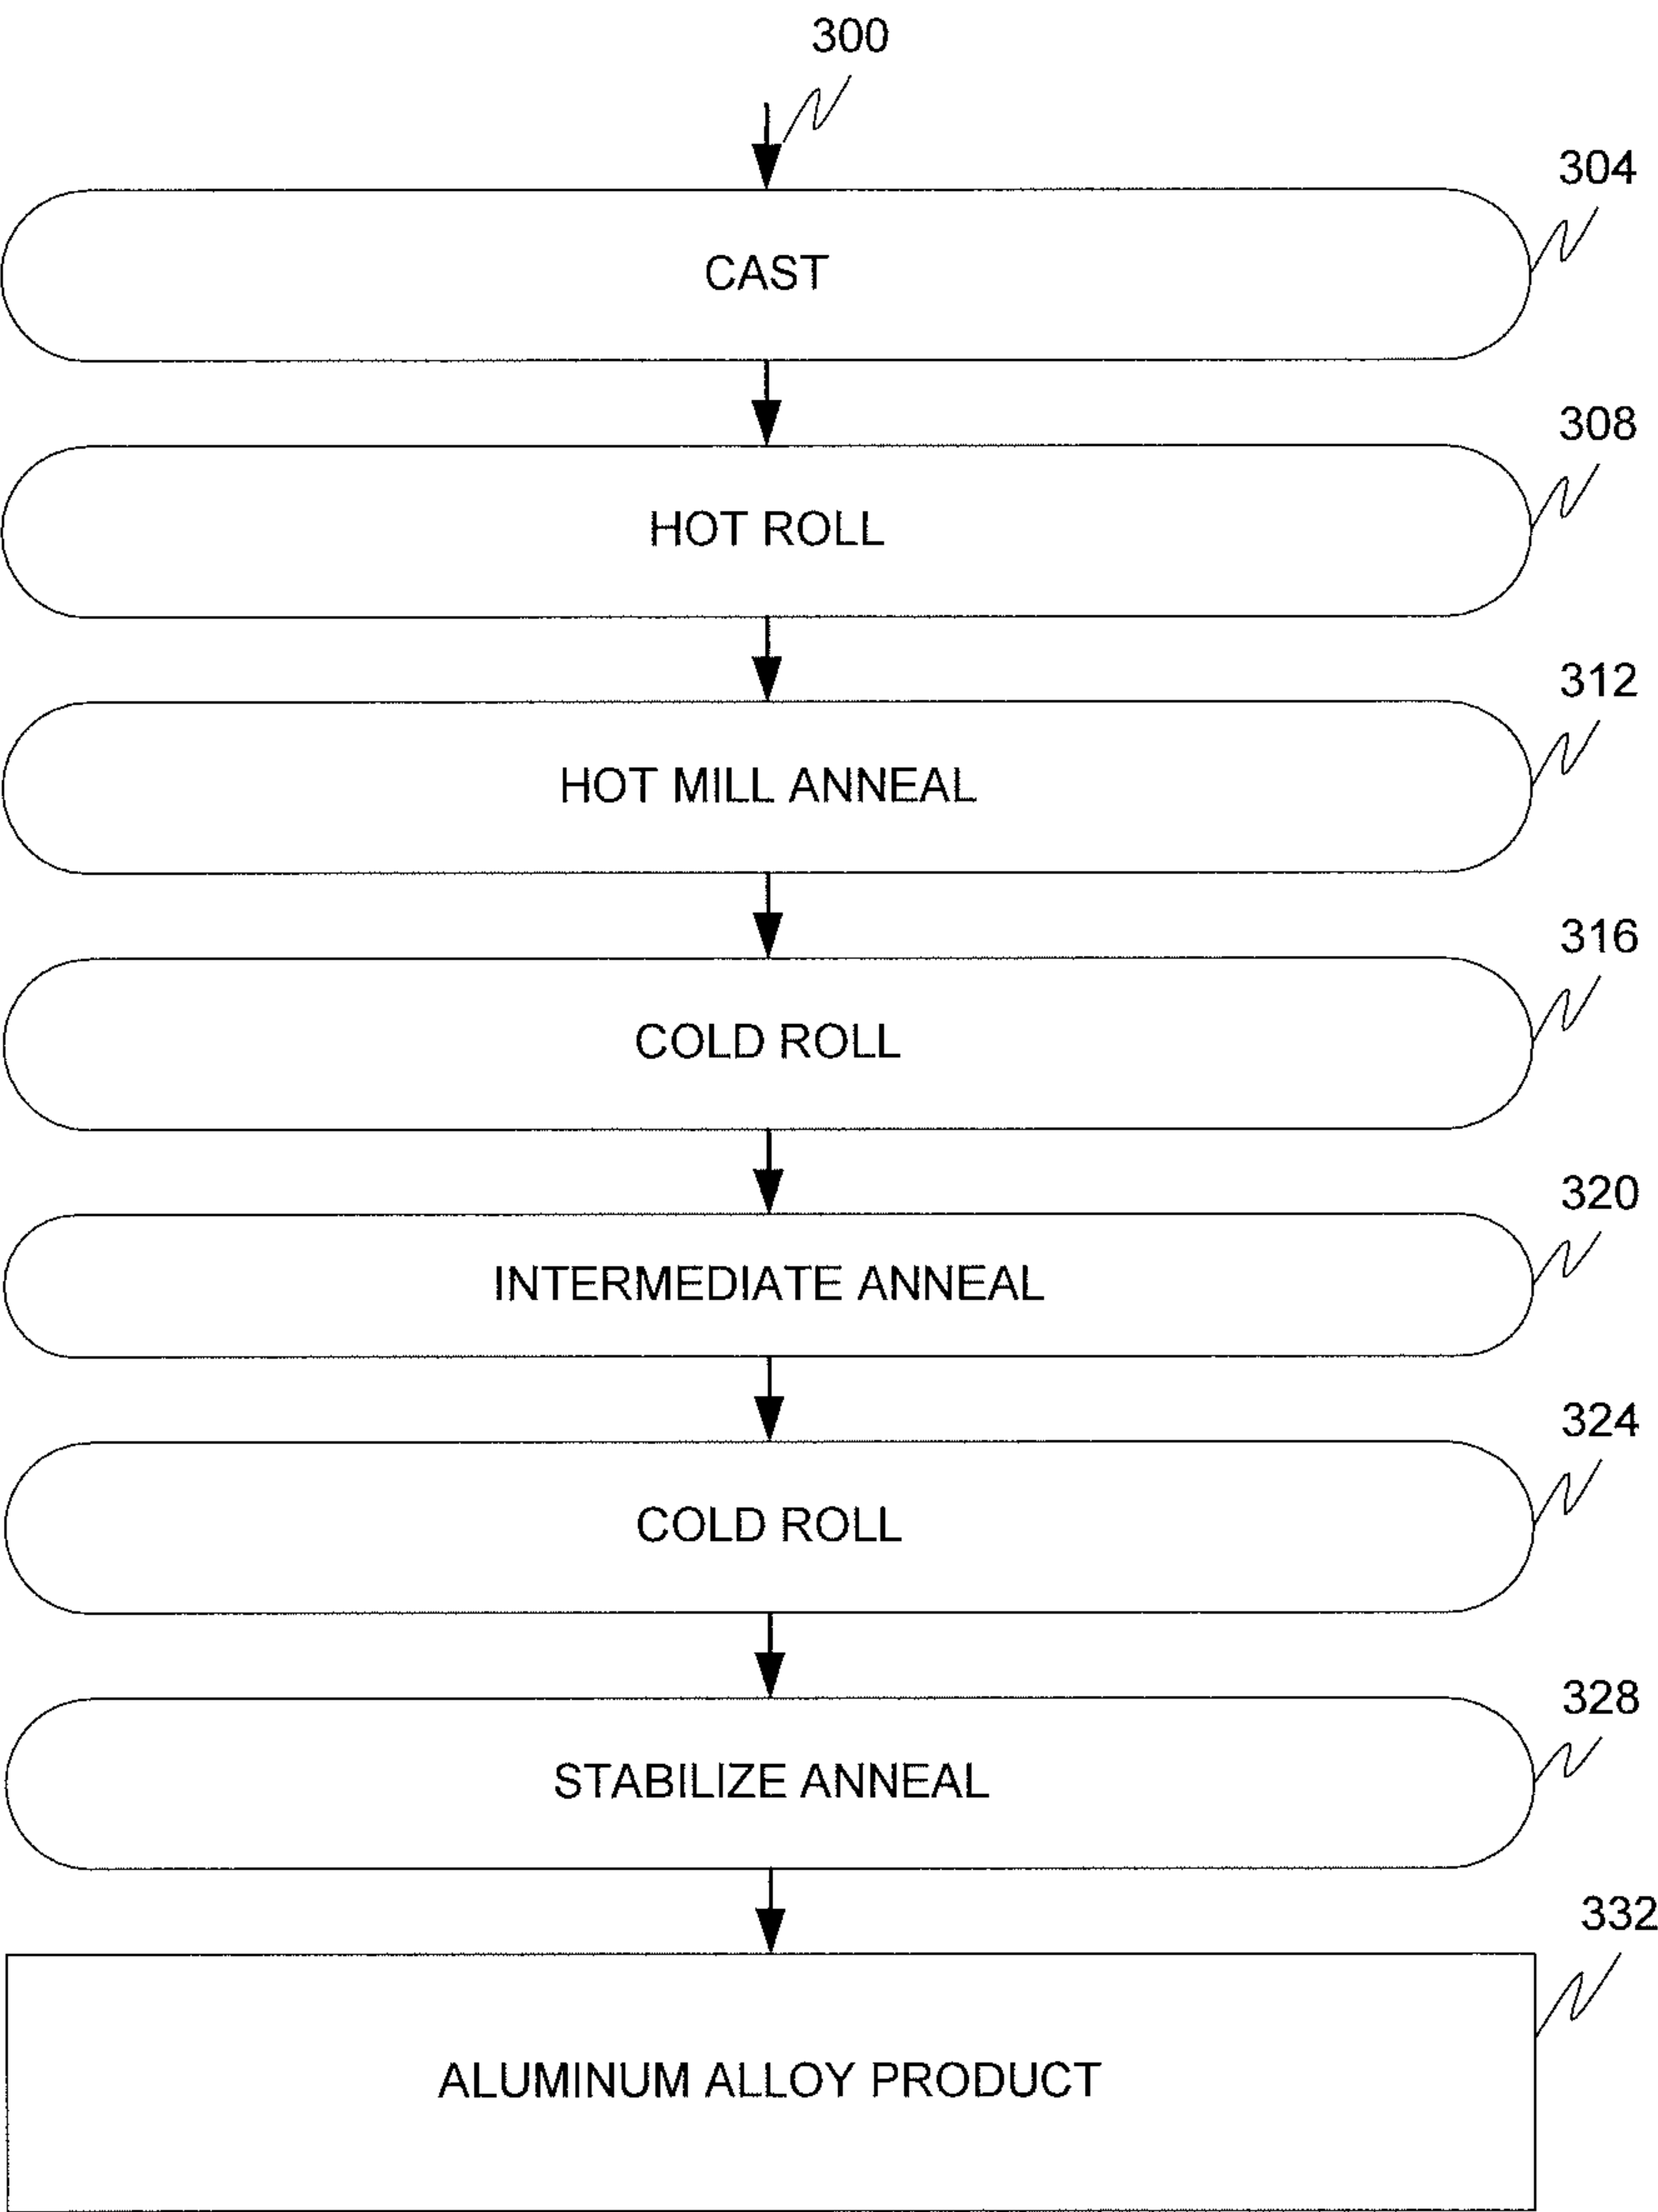 300
304
CAST
308
HOT ROLL
312
HOT MILL ANNEAL
316
COLD ROLL
320
INTERMEDIATE ANNEAL
324
COLD ROLL
328
STABILIZE ANNEAL
332
ALUMINUM ALLOY PRODUCT